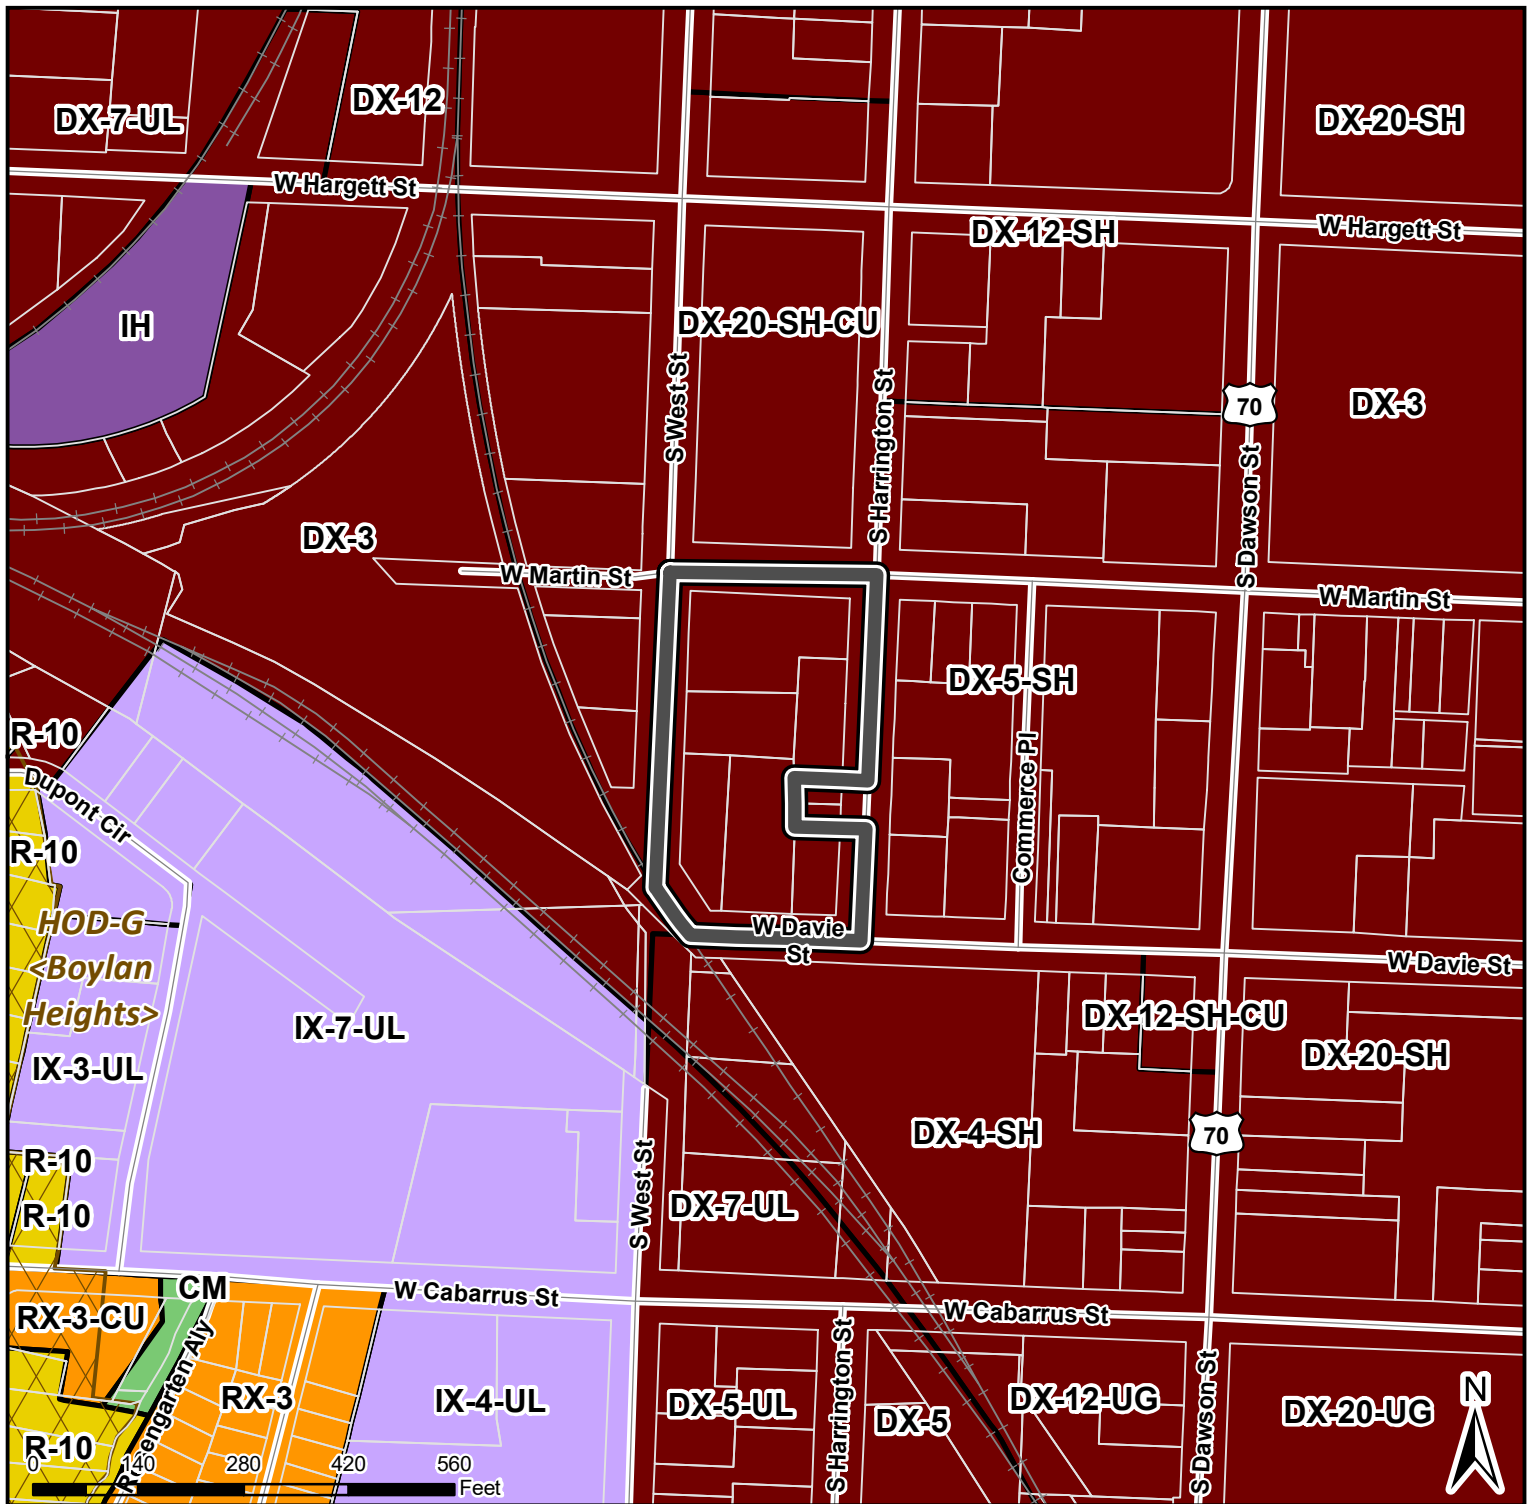 DX-12
DX-7-UL
DX-20-SH
W Hargett St
W Hargett St
DX-12-SH
IH
DX-20-SH-CU
S West St
S Harrington St
70
DX-3
S Dawson St
DX-3
W Martin St
W Martin St
DX-5-SH
R-10
Dupont Cir
Commerce Pl
R-10
HOD-G
<Boylan
Heights>
W Davie
St
W Davie St
IX-7-UL
DX-12-SH-CU
DX-20-SH
IX-3-UL
DX-4-SH
70
R-10
S West St
R-10
DX-7-UL
CM
W Cabarrus St
W Cabarrus St
RX-3-CU
S Harrington St
RX-3
IX-4-UL
DX-5-UL
DX-5
DX-12-UG
S Dawson St
DX-20-UG
N
R-10
0 140 280 420 560
Feet